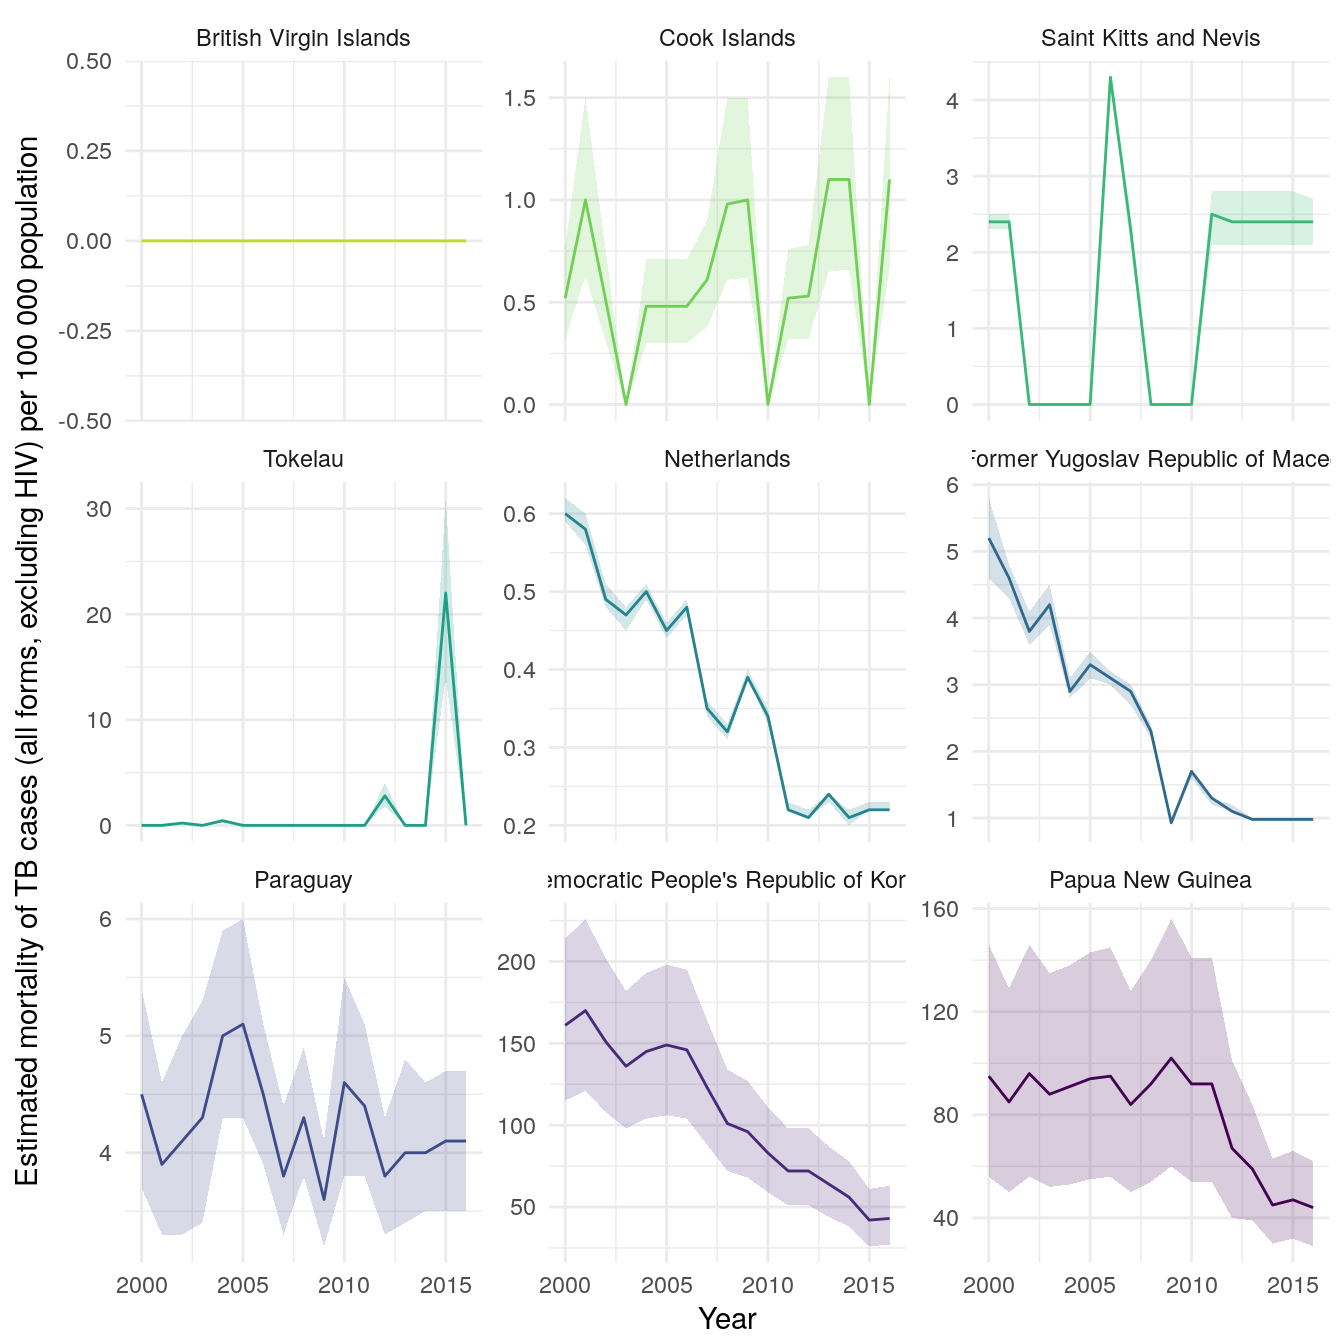 British Virgin Islands
Cook Islands
Saint Kitts and Nevis
0.50
0.25
0.00
-0.25
-0.50
1.5
1.0
0.5
0.0
4
3
2
1
0
Tokelau
Netherlands
Former Yugoslav Republic of Mace
30
20
10
0
0.6
0.5
0.4
0.3
0.2
6
5
4
3
2
1
Paraguay
emocratic People's Republic of Kor
Papua New Guinea
6
5
4
200
150
100
50
160
120
80
40
2000 2005 2010 2015
2000 2005 2010 2015
2000 2005 2010 2015
Year
Estimated mortality of TB cases (all forms, excluding HIV) per 100 000 population